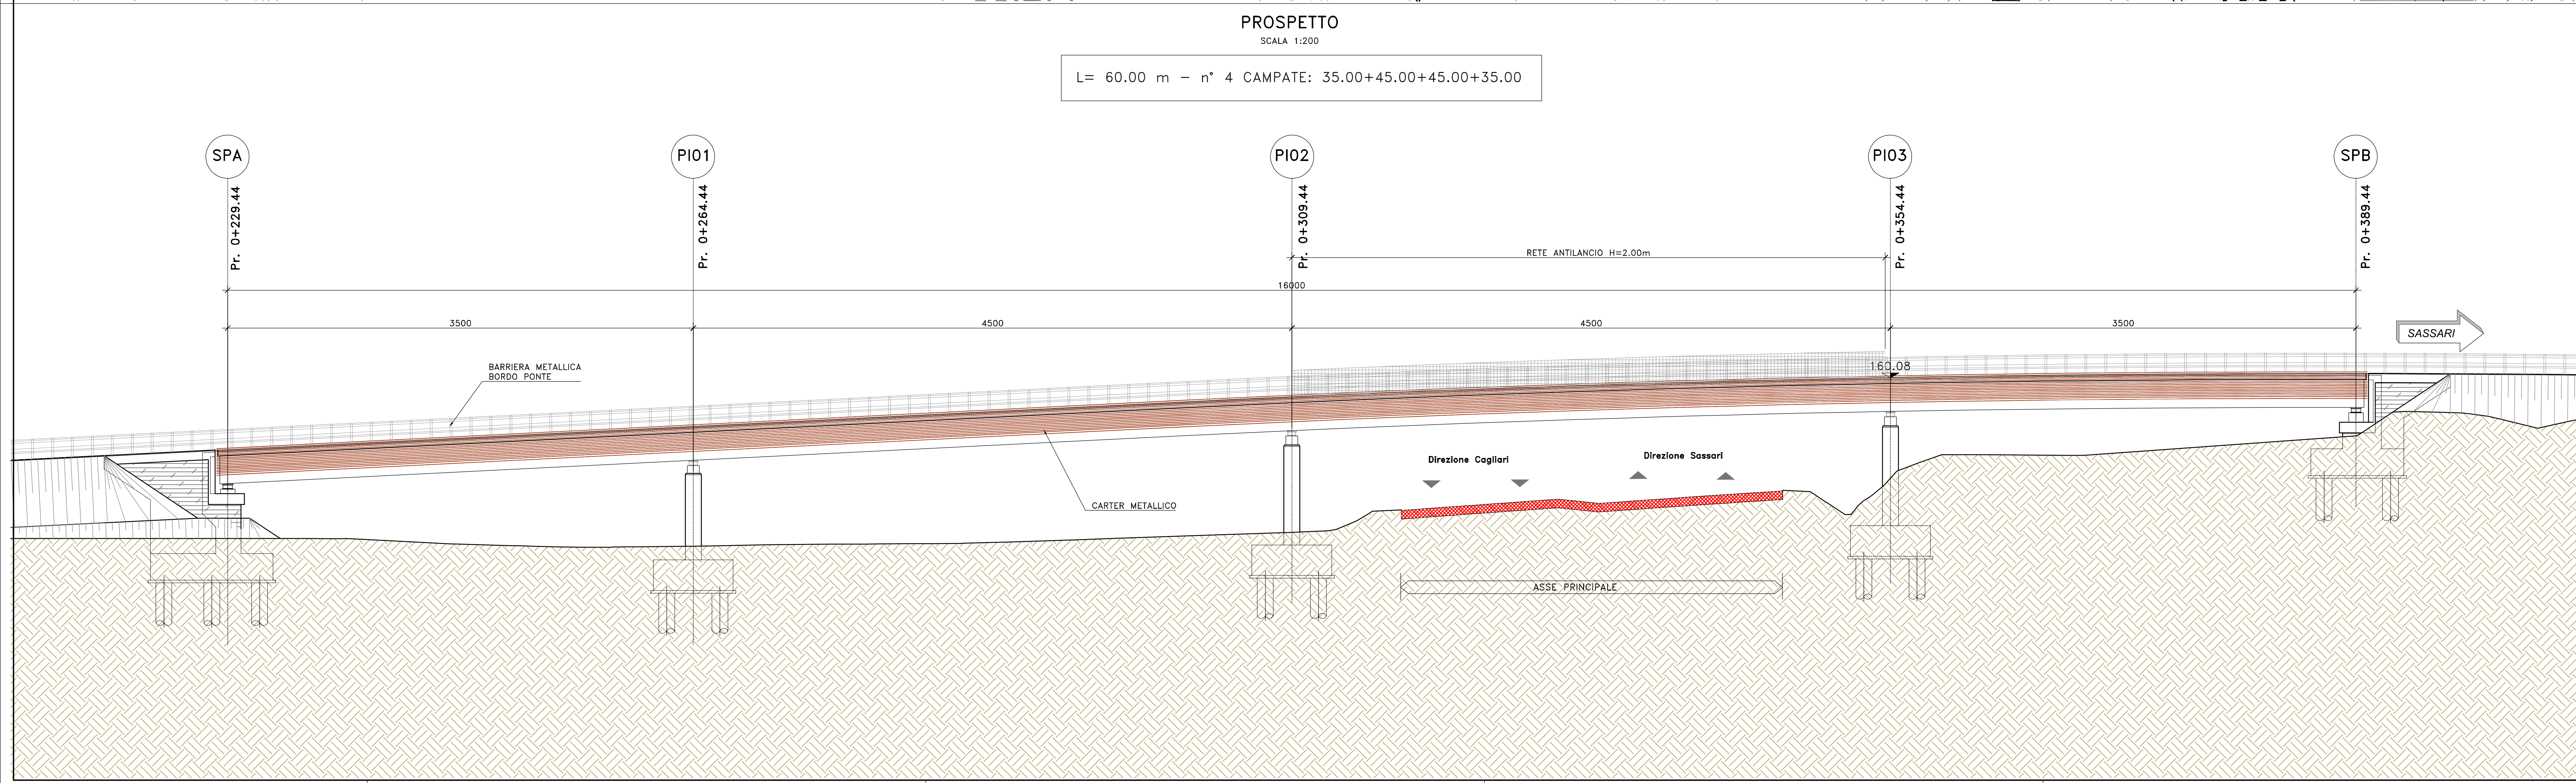 PROSPETTO
SCALA 1:200
L= 60.00 m - n° 4 CAMPATE: 35.00+45.00+45.00+35.00
SPA
PI01
PI02
PI03
SPB
Pr. 0+229.44
Pr. 0+264.44
Pr. 0+309.44
Pr. 0+354.44
Pr. 0+389.44
RETE ANTILANCIO H=2.00m
16000
3500
4500
4500
3500
SASSARI
BARRIERA METALLICA
BORDO PONTE
160.08
Direzione Cagliari
Direzione Sassari
CARTER METALLICO
ASSE PRINCIPALE